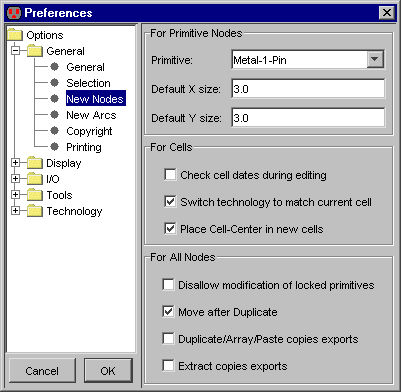 Preferences
Options
General
General
Selection
New Nodes
New Arcs
Copyright
Printing
Display
I/O
Tools
Technology
Cancel
OK
For Primitive Nodes
Primitive: Metal-1-Pin
Default X size: 3.0
Default Y size: 3.0
For Cells
Check cell dates during editing
Switch technology to match current cell
Place Cell-Center in new cells
For All Nodes
Disallow modification of locked primitives
Move after Duplicate
Duplicate/Array/Paste copies exports
Extract copies exports